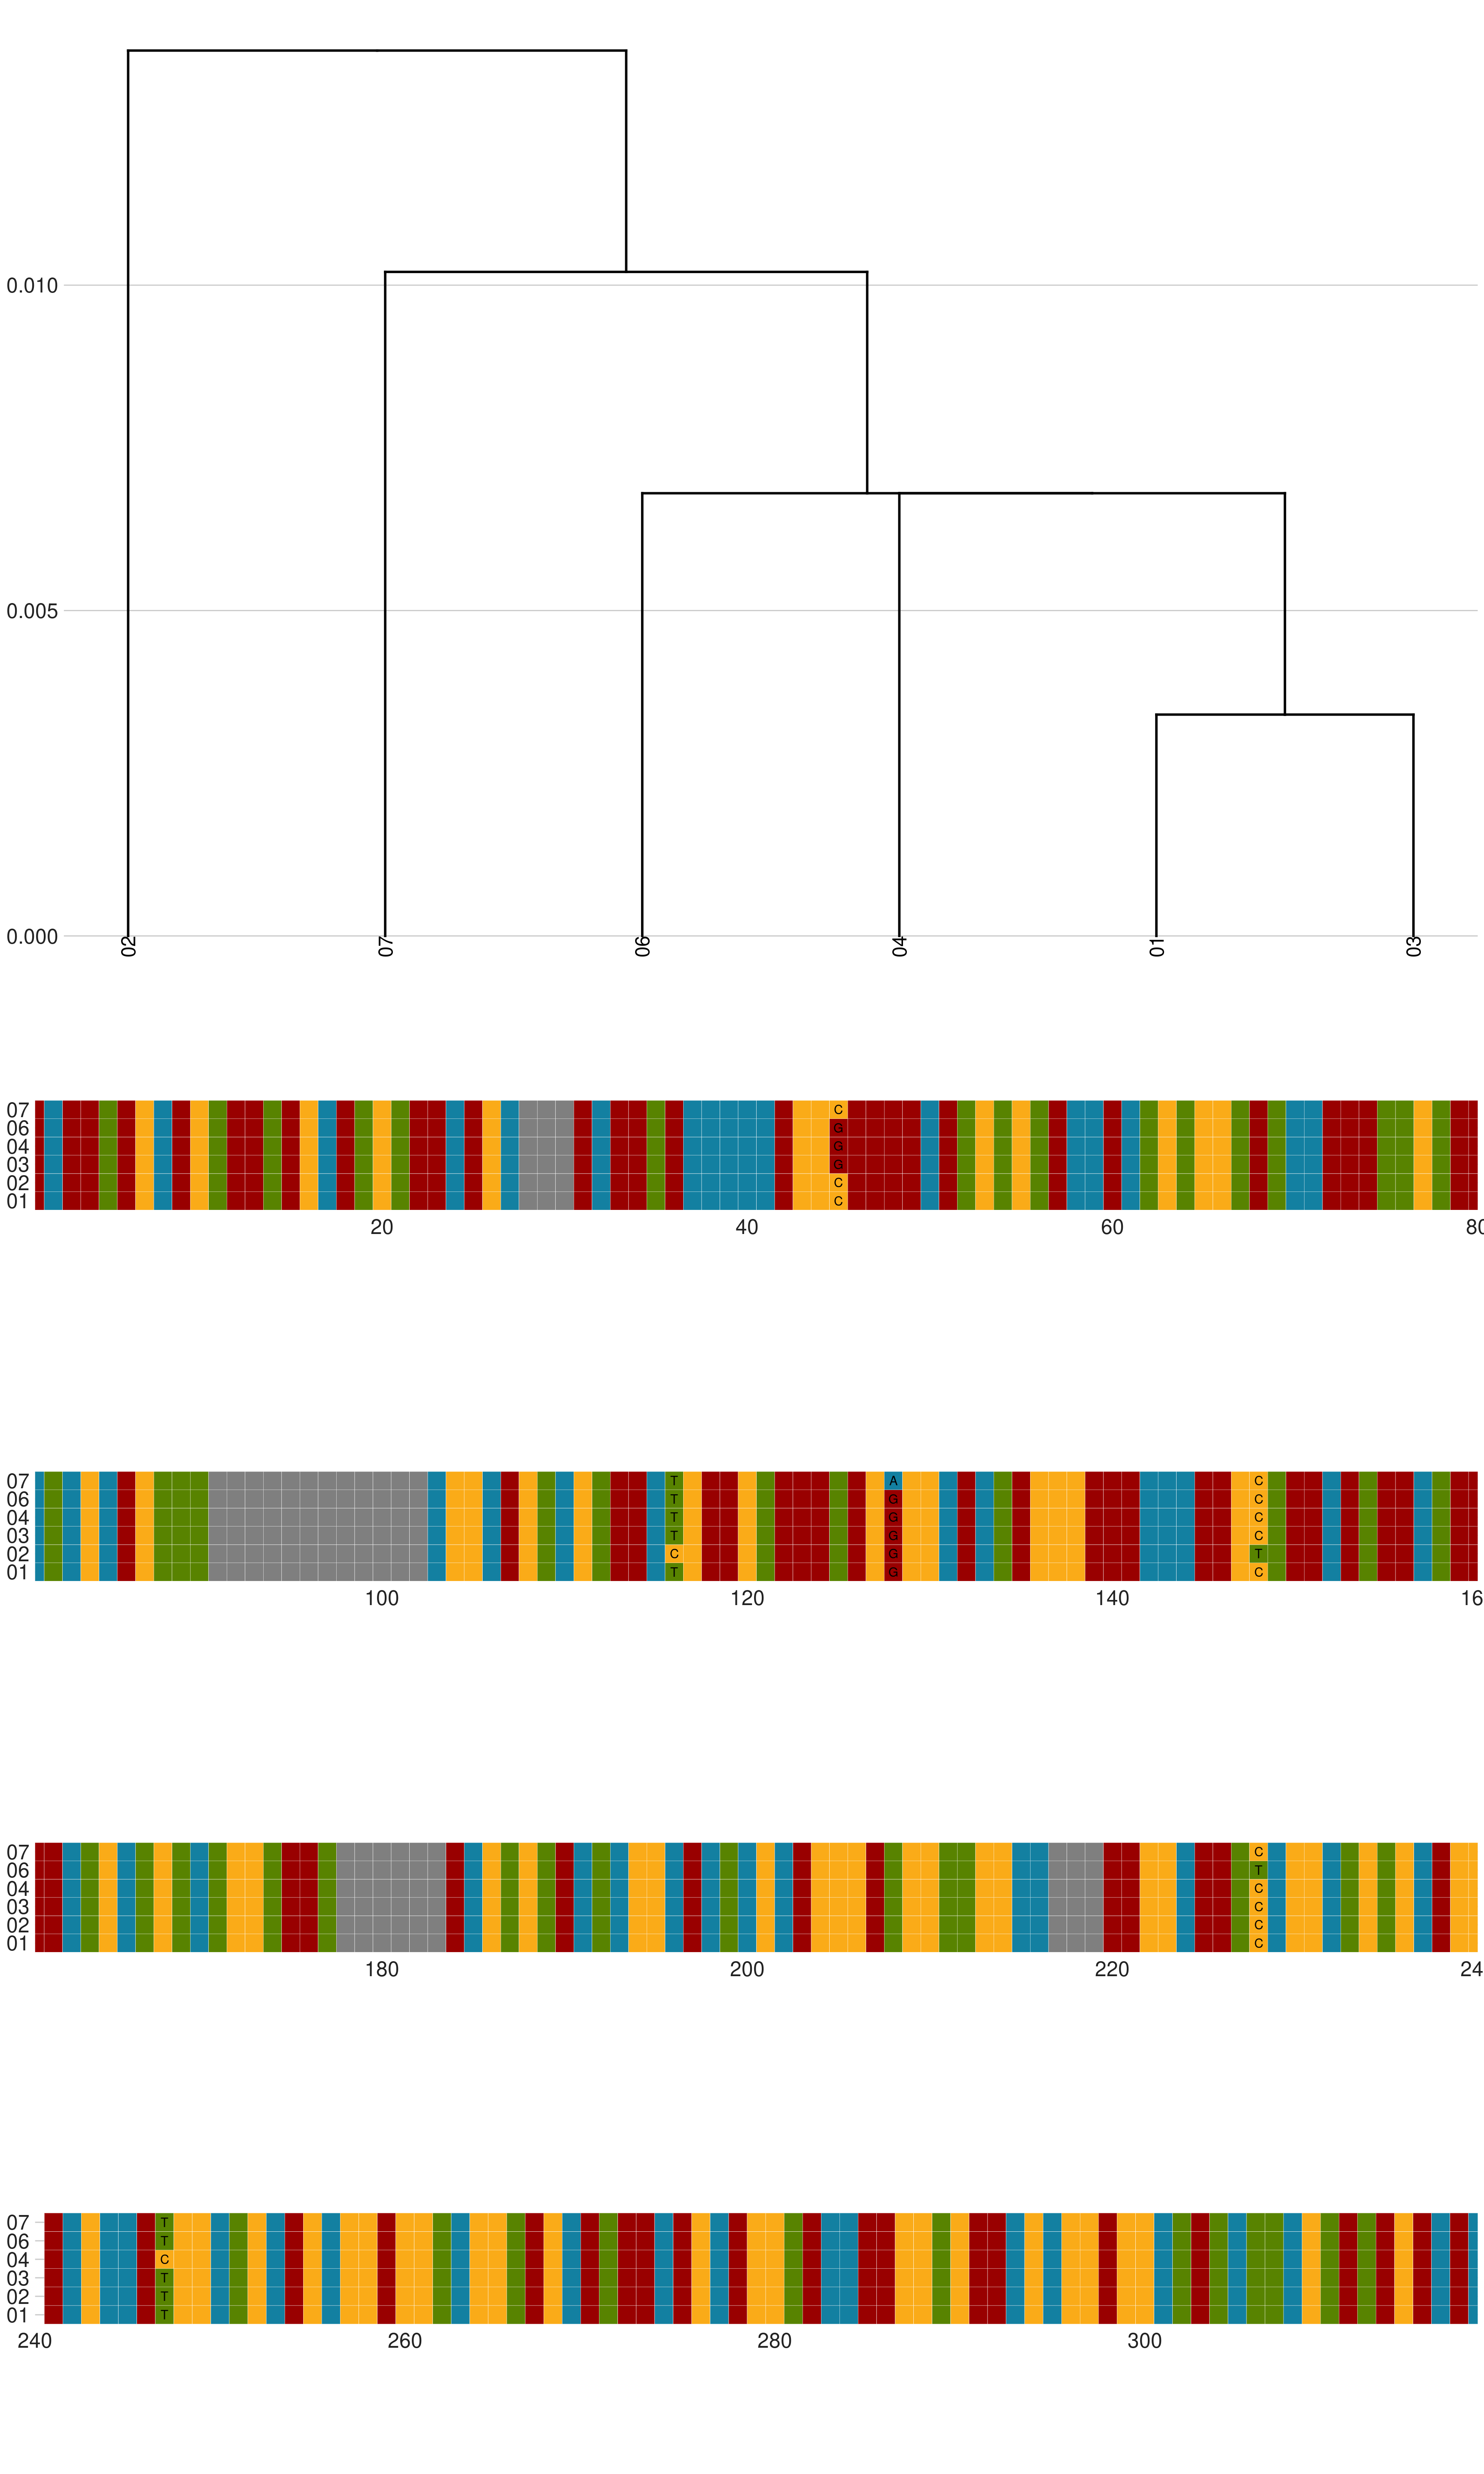 0.010
0.005
0.000
02 07 06 04 01 03
07 C
06 G
04 G
03 G
02 C
01 C
20 40 60 80
07 T A C
06 T G C
04 T G C
03 T G C
02 C G T
01 T G C
100 120 140 16
07 C
06 T
04 C
03 C
02 C
01 C
180 200 220 24
07 T
06 T
04 C
03 T
02 T
01 T
240 260 280 300